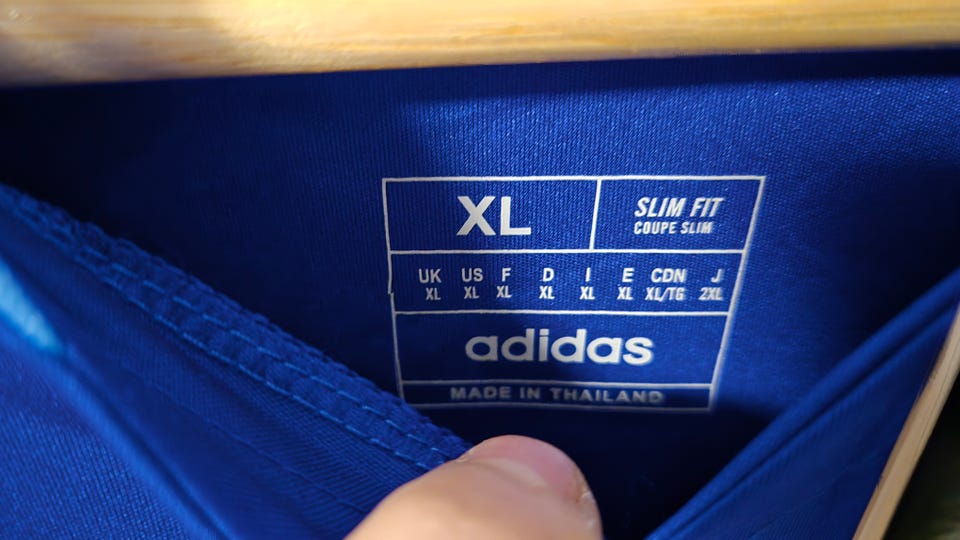 XL
SLIM FIT
COUPE SLIM
UK US F D I E CDN J
XL XL XL XL XL XL XL/TG 2XL
adidas
MADE IN THAILAND